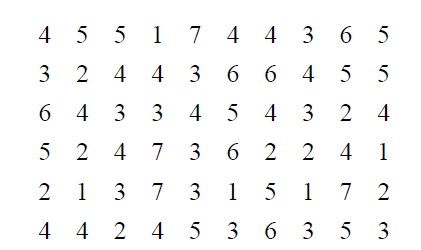 4 5 5 1 7 4 4 3 6 5
3 2 4 4 3 6 6 4 5 5
6 4 3 3 4 5 4 3 2 4
5 2 4 7 3 6 2 2 4 1
2 1 3 7 3 1 5 1 7 2
4 4 2 4 5 3 6 3 5 3